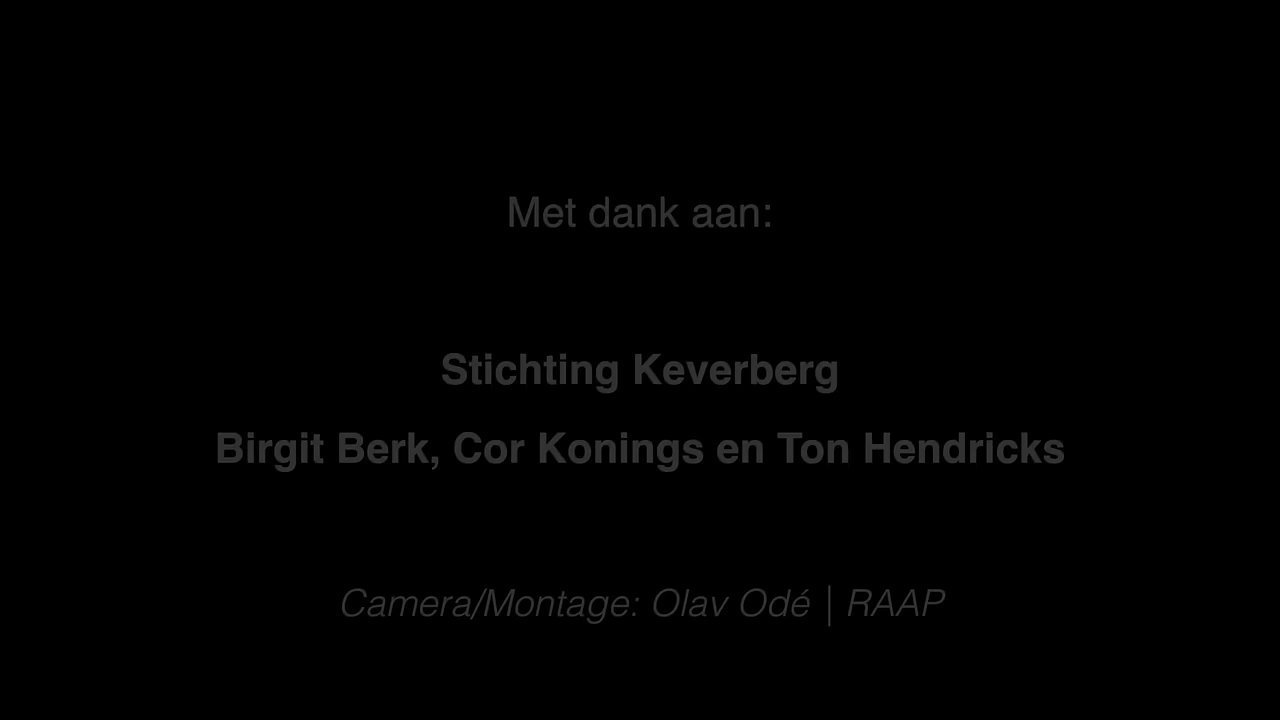 Met dank aan:
Stichting Keverberg
Birgit Berk, Cor Konings en Ton Hendricks
Camera/Montage: Olav Odé | RAAP